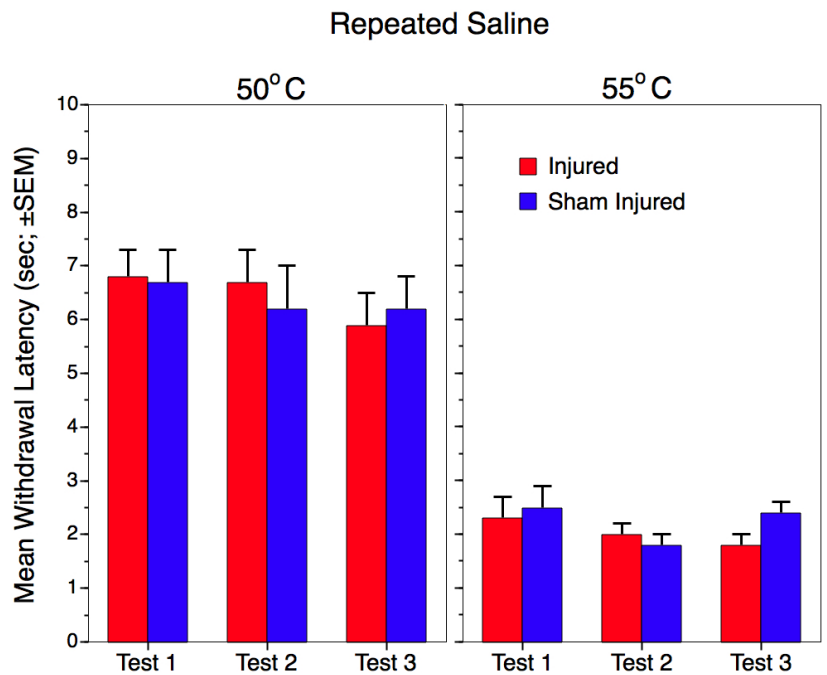 Repeated Saline
50° C
55° C
Mean Withdrawal Latency (sec; ±SEM)
10
9
8
7
6
5
4
3
2
1
0
Injured
Sham Injured
Test 1
Test 2
Test 3
Test 1
Test 2
Test 3